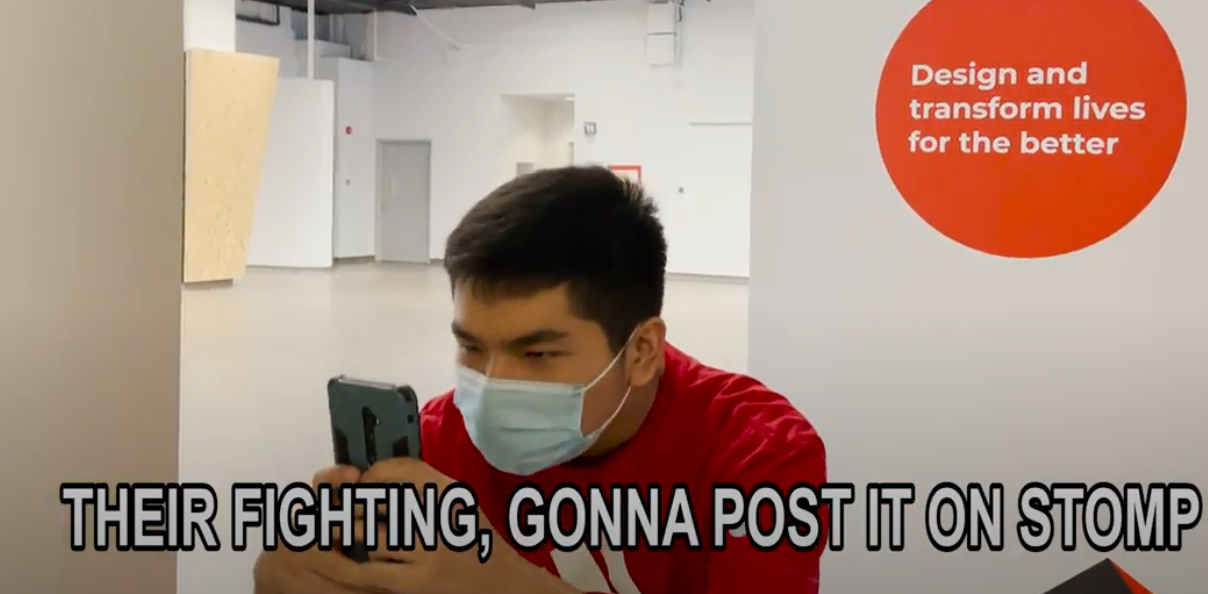 Design and
transform lives
for the better
THEIR FIGHTING, GONNA POST IT ON STOMP